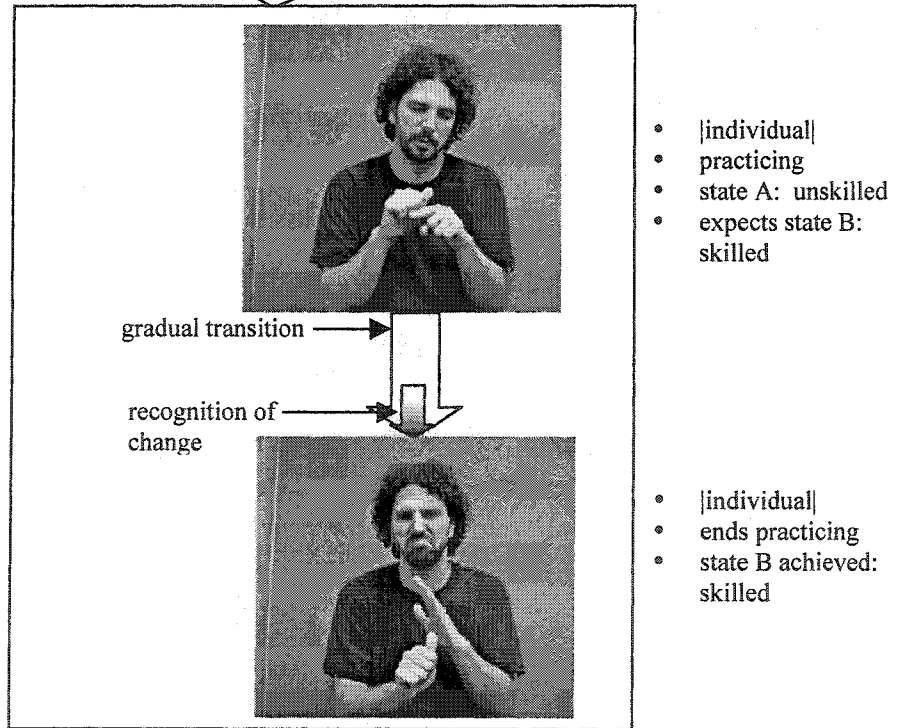 • |individual|
• practicing
• state A: unskilled
• expects state B:
skilled
gradual transition
recognition of
change
• |individual|
• ends practicing
• state B achieved:
skilled